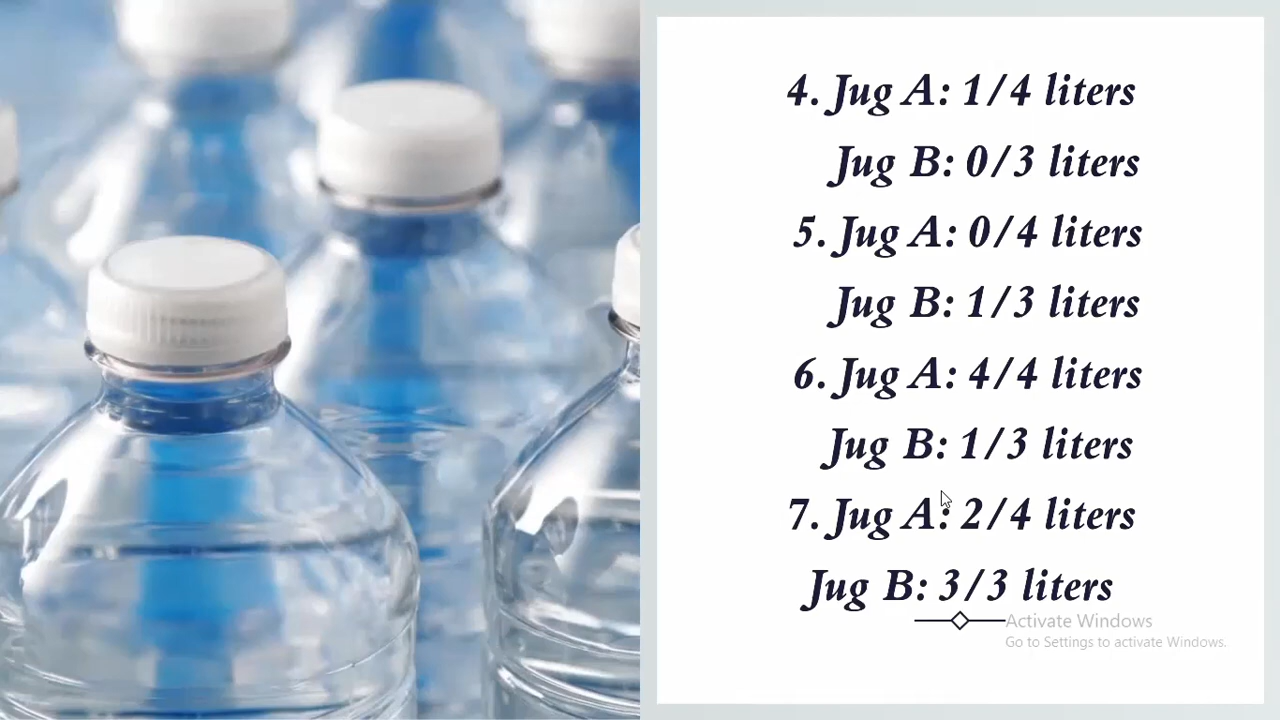 4. Jug A: 1/4 liters
Jug B: 0/3 liters
5. Jug A: 0/4 liters
Jug B: 1/3 liters
6. Jug A: 4/4 liters
Jug B: 1/3 liters
7. Jug A: 2/4 liters
Jug B: 3/3 liters
Activate Windows
Go to Settings to activate Windows.